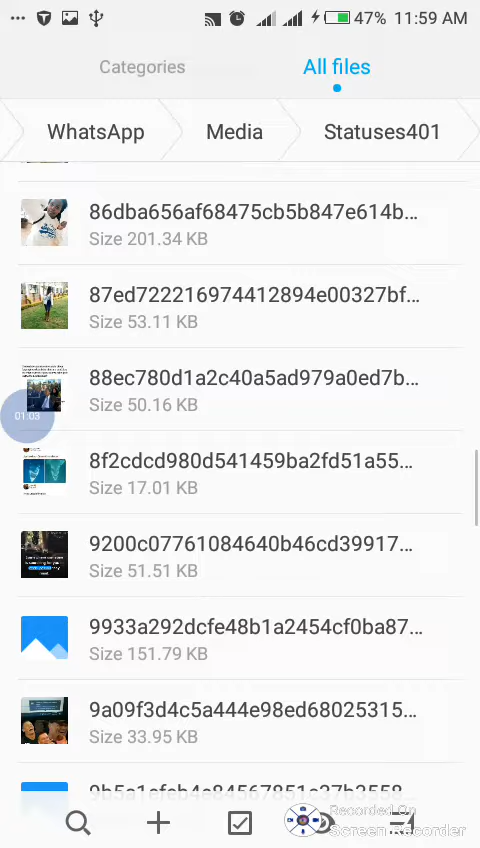 47% 11:59 AM
Categories
All files
WhatsApp
Media
Statuses401
86dba656af68475cb5b847e614b...
Size 201.34 KB
87ed722216974412894e00327bf...
Size 53.11 KB
88ec780d1a2c40a5ad979a0ed7b...
Size 50.16 KB
01:03
8f2cdcd980d541459ba2fd51a55...
Size 17.01 KB
9200c07761084640b46cd39917...
Size 51.51 KB
9933a292dcfe48b1a2454cf0ba87...
Size 151.79 KB
9a09f3d4c5a444e98ed68025315...
Size 33.95 KB
9b5a1efeb4e84567851c37b3558...
Recorded On
Screen Recorder